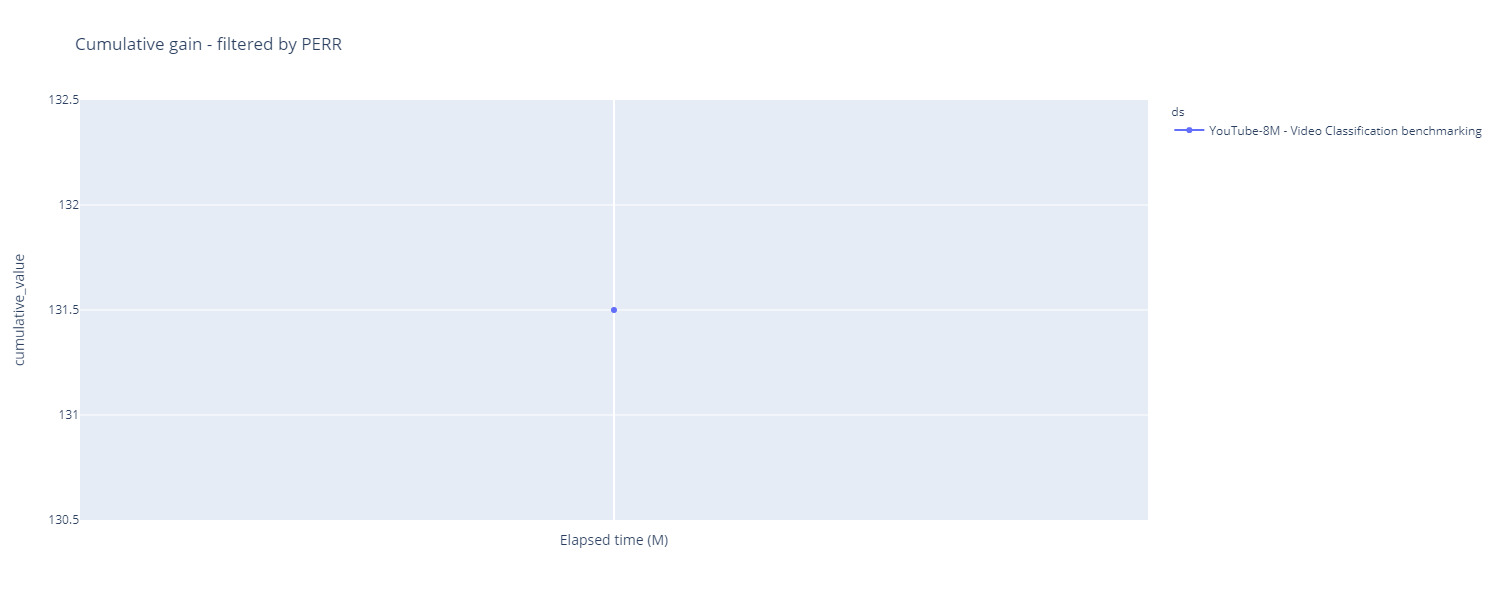 Cumulative gain - filtered by PERR
132.5
132
131.5
131
130.5
cumulative_value
Elapsed time (M)
ds
YouTube-8M - Video Classification benchmarking